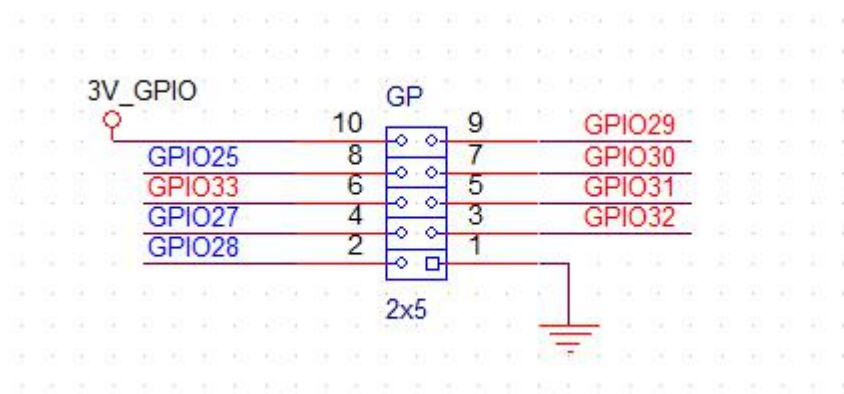 3V_GPIO
GP
10 9 GPIO29
GPIO25 8 7 GPIO30
GPIO33 6 5 GPIO31
GPIO27 4 3 GPIO32
GPIO28 2 1
2x5